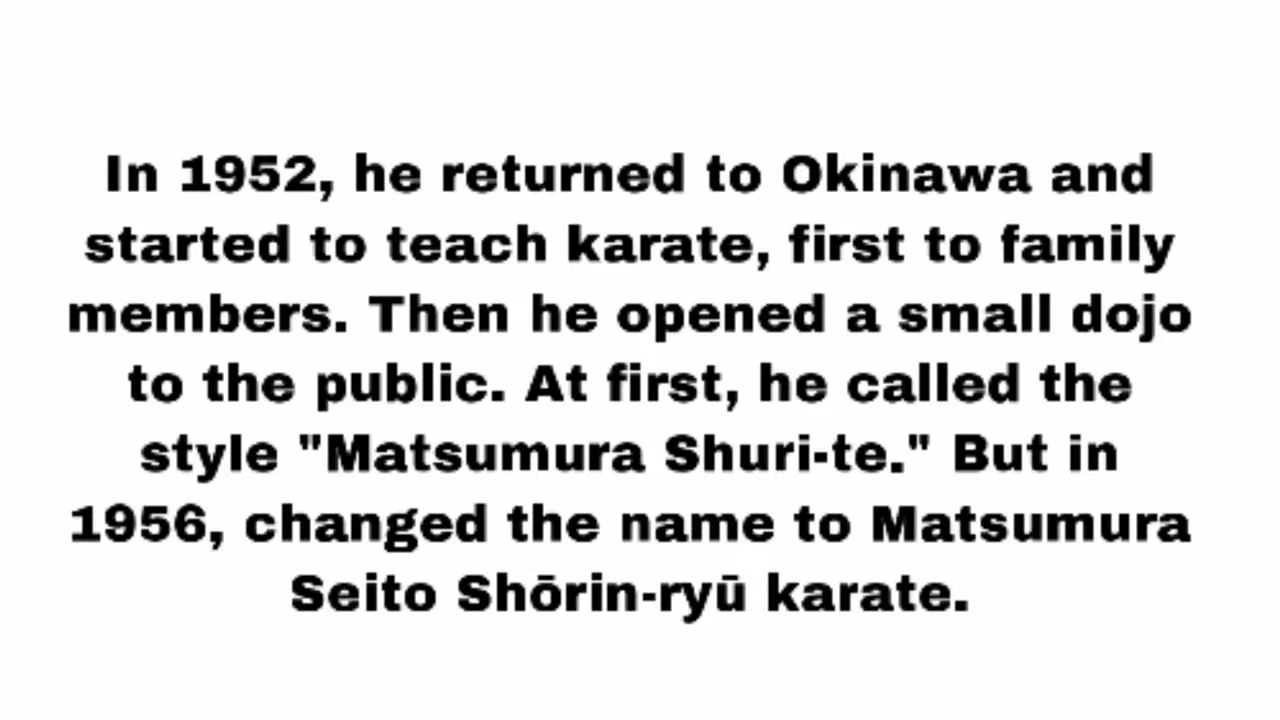 In 1952, he returned to Okinawa and
started to teach karate, first to family
members. Then he opened a small dojo
to the public. At first, he called the
style "Matsumura Shuri-te." But in
1956, changed the name to Matsumura
Seito Shōrin-ryū karate.